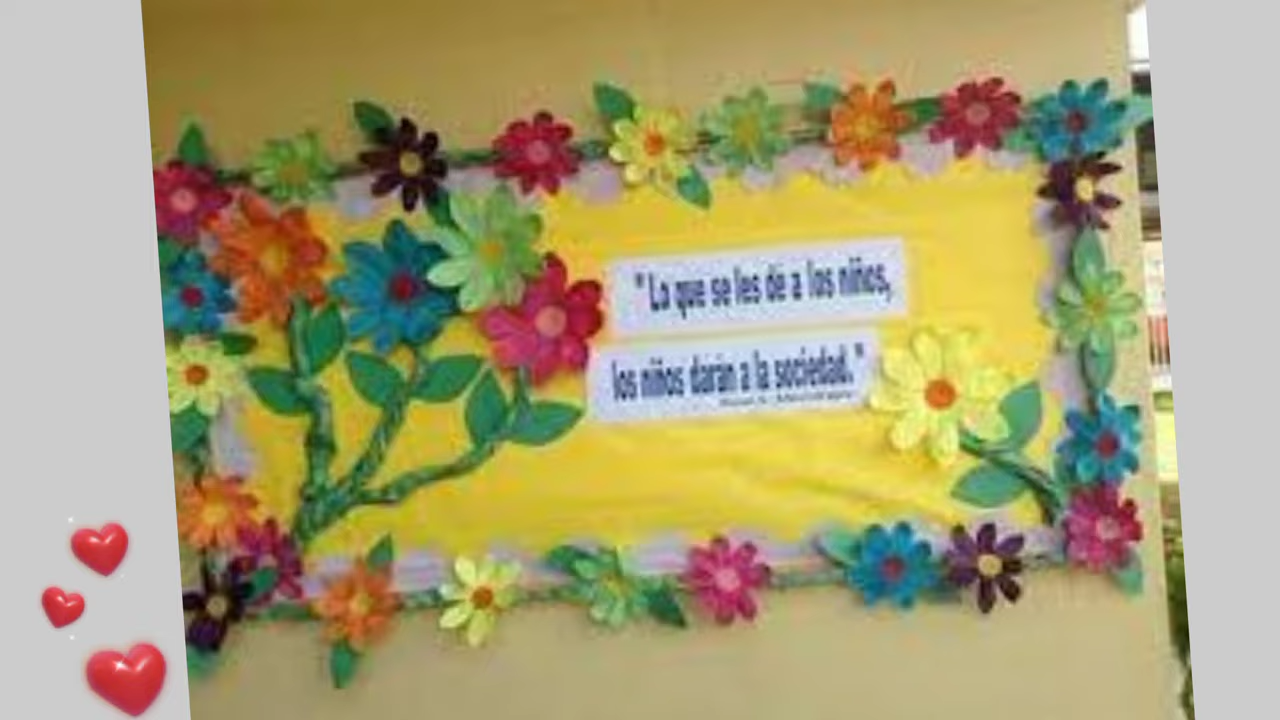 "Lo que se les dé a los niños,
los niños darán a la sociedad."